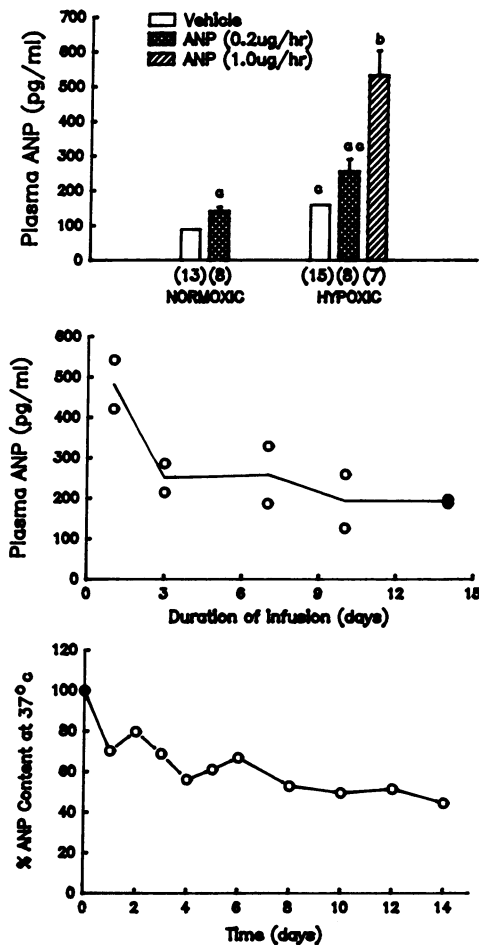 700
600
500
400
300
200
100
0
Plasma ANP (pg/ml)
Vehicle
ANP (0.2ug/hr)
ANP (1.0ug/hr)
a
a
a a
b
(13) (8)
(15) (8) (7)
NORMOXIC
HYPOXIC
600
500
400
300
200
100
0
Plasma ANP (pg/ml)
0 3 6 9 12 15 18
Duration of infusion (days)
120
100
80
60
40
20
0
% ANP Content at 37°c
0 2 4 6 8 10 12 14
Time (days)